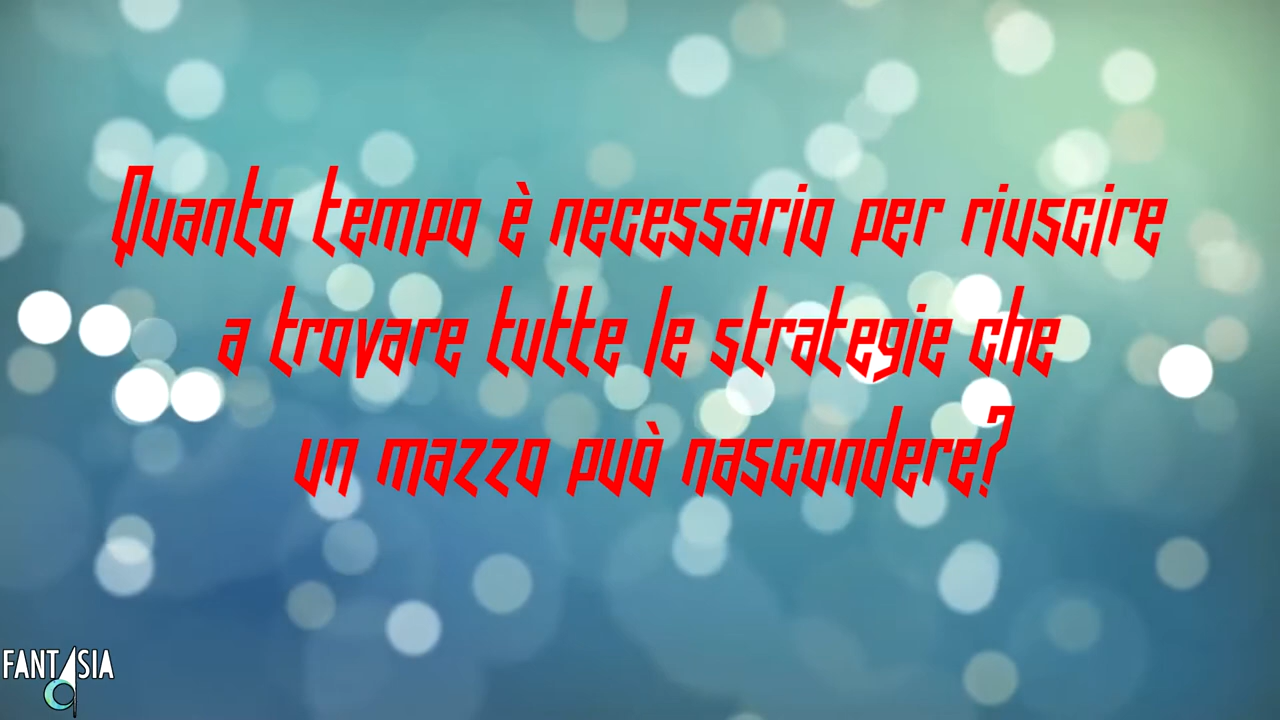 Quanto tempo è necessario per riuscire
a trovare tutte le strategie che
un mazzo può nascondere?
FANTASIA